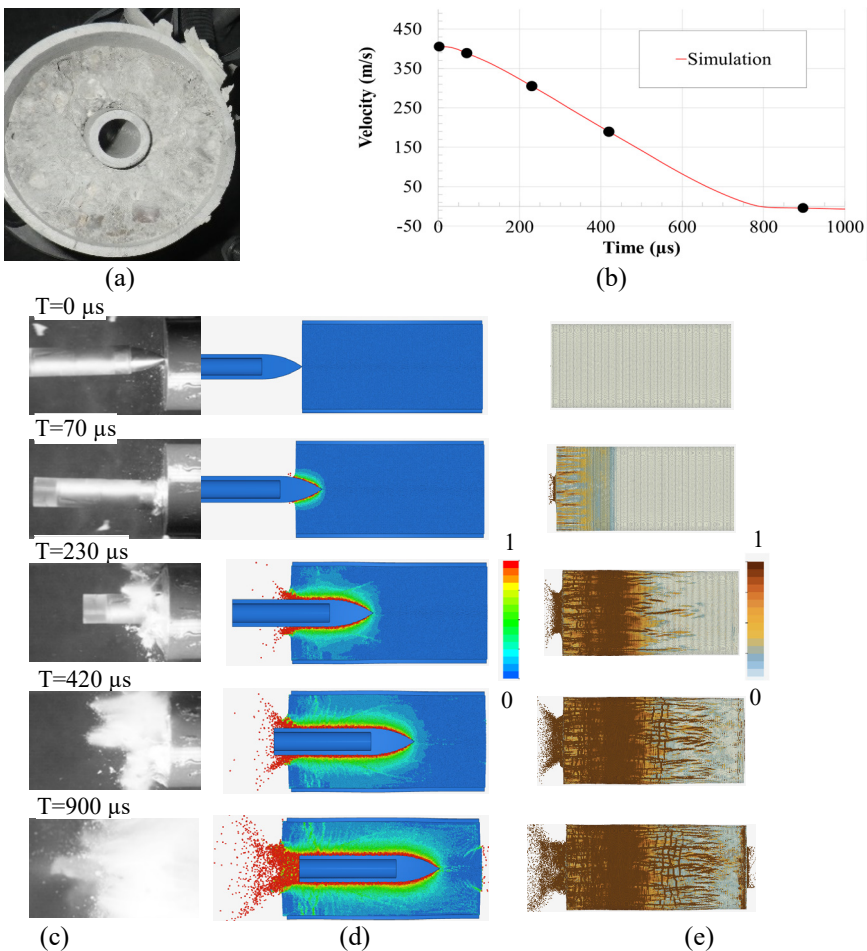 450
350
250
150
50
-50
Velocity (m/s)
Simulation
0
200
400
600
800
1000
Time (µs)
(a)
(b)
T=0 µs
T=70 µs
T=230 µs
1
1
T=420 µs
0
0
T=900 µs
(c)
(d)
(e)